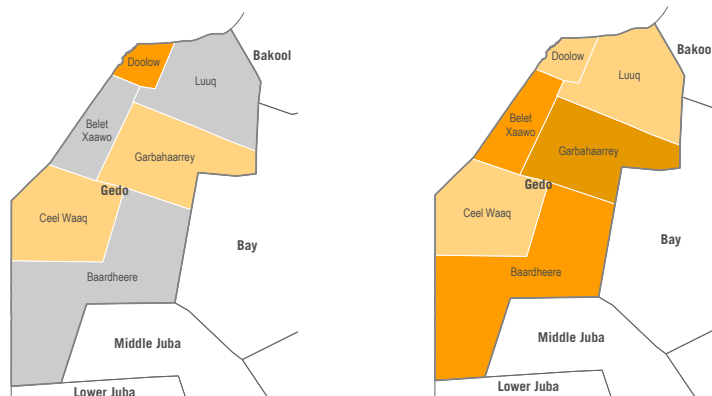 Bakool
Doolow
Luuq
Belet
Xaawo
Garbahaarrey
Gedo
Ceel Waaq
Bay
Baardheere
Middle Juba
Lower Juba
Bakoo
Doolow
Luuq
Belet
Xaawo
Garbahaarrey
Gedo
Ceel Waaq
Bay
Baardheere
Middle Juba
Lower Juba